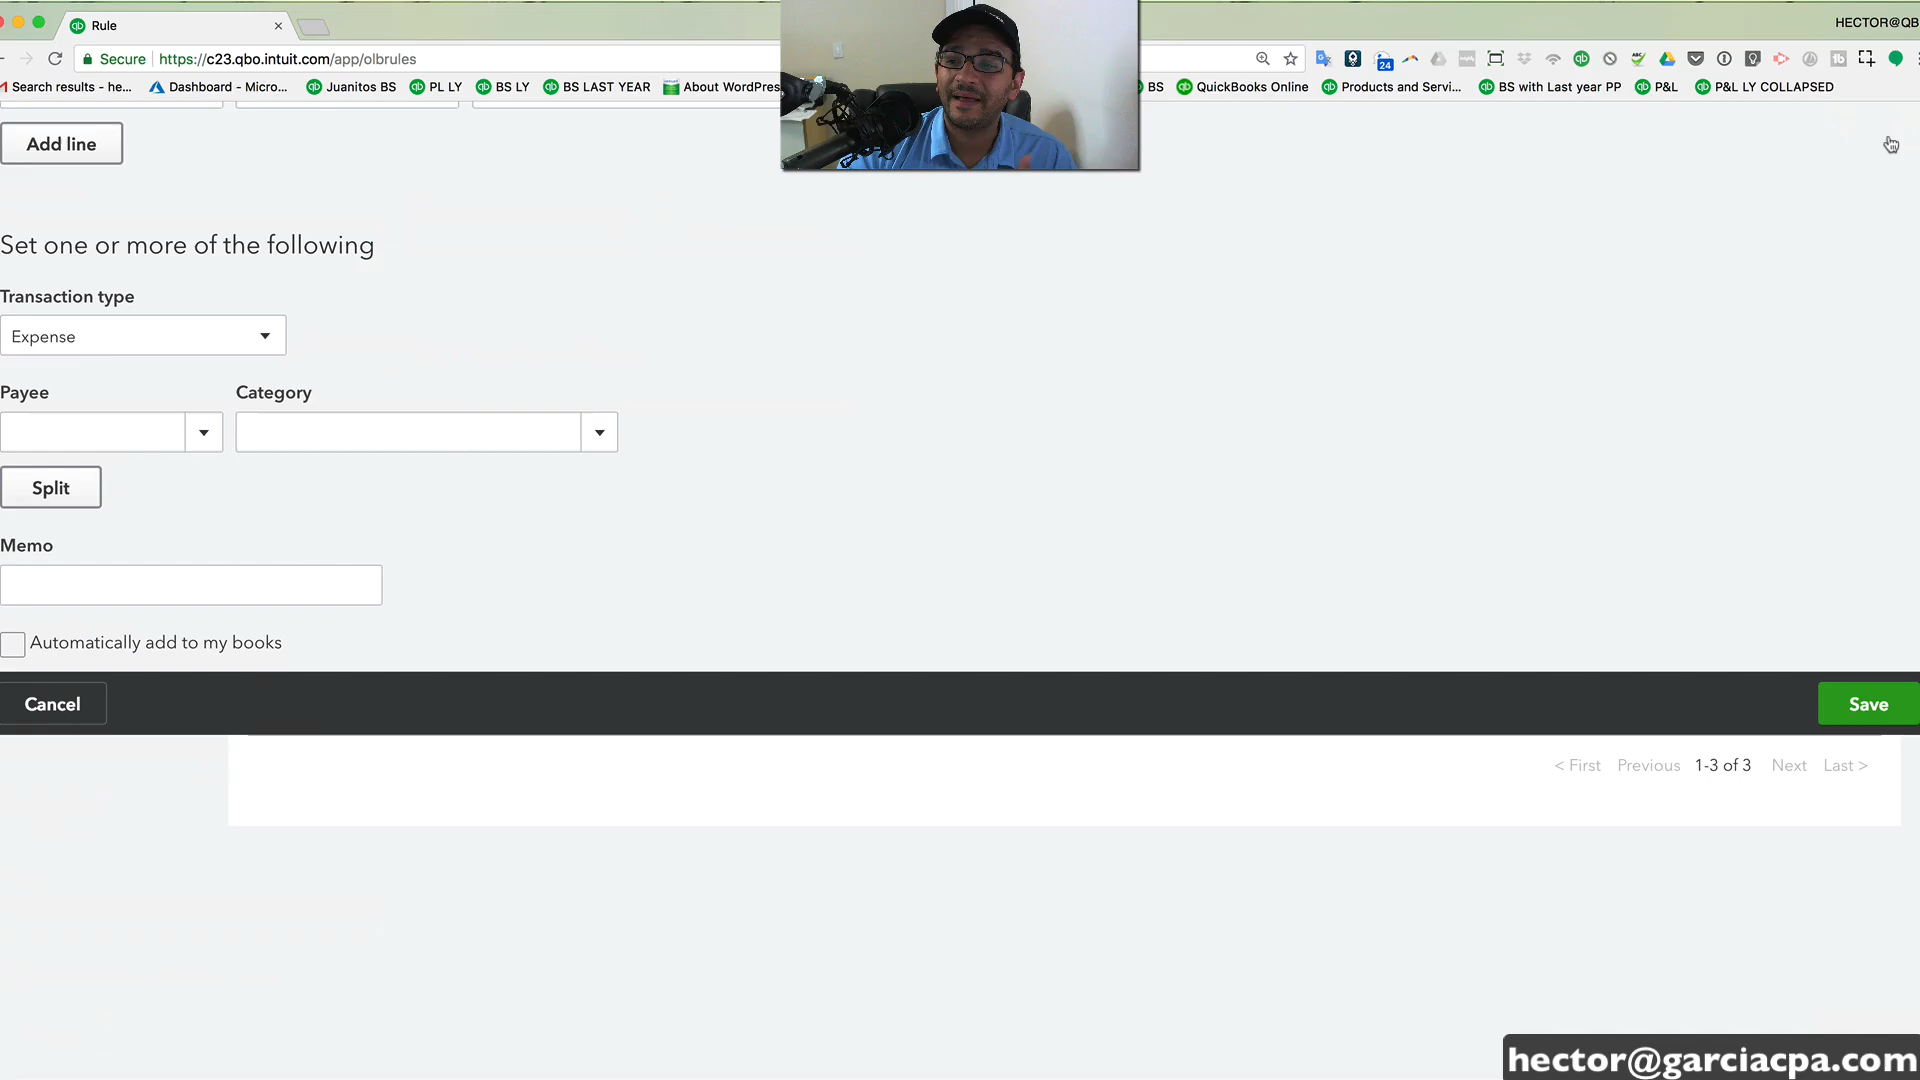 Rule
HECTOR@QB
Secure https://c23.qbo.intuit.com/app/olbrules
24
Search results - he... Dashboard - Micro... Juanitos BS PL LY BS LY BS LAST YEAR About WordPres BS QuickBooks Online Products and Servi... BS with Last year PP P&L P&L LY COLLAPSED
Add line
Set one or more of the following
Transaction type
Expense
Payee Category
Split
Memo
Automatically add to my books
Cancel Save
< First Previous 1-3 of 3 Next Last >
hector@garciacpa.com